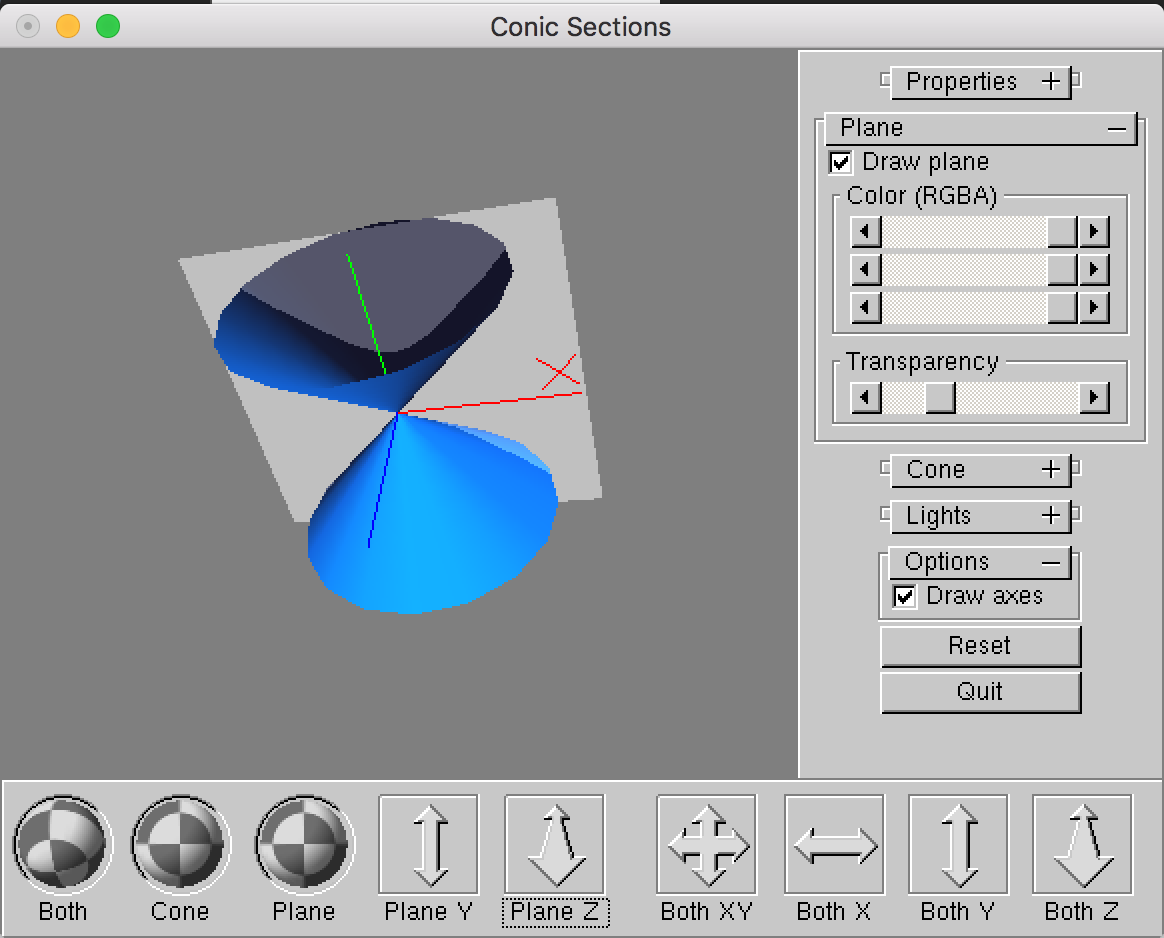 Conic Sections
Properties +
Plane –
Draw plane
Color (RGBA)
Transparency
X
Cone +
Lights +
Options –
Draw axes
Reset
Quit
Both
Cone
Plane
Plane Y
Plane Z
Both XY
Both X
Both Y
Both Z